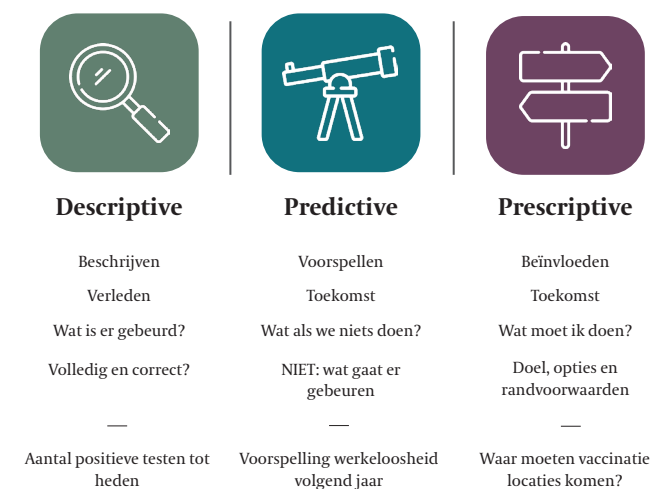 Descriptive
Beschrijven
Verleden
Wat is er gebeurd?
Volledig en correct?
Aantal positieve testen tot
heden
Predictive
Voorspellen
Toekomst
Wat als we niets doen?
NIET: wat gaat er
gebeuren
Voorspelling werkeloosheid
volgend jaar
Prescriptive
Beïnvloeden
Toekomst
Wat moet ik doen?
Doel, opties en
randvoorwaarden
Waar moeten vaccinatie
locaties komen?